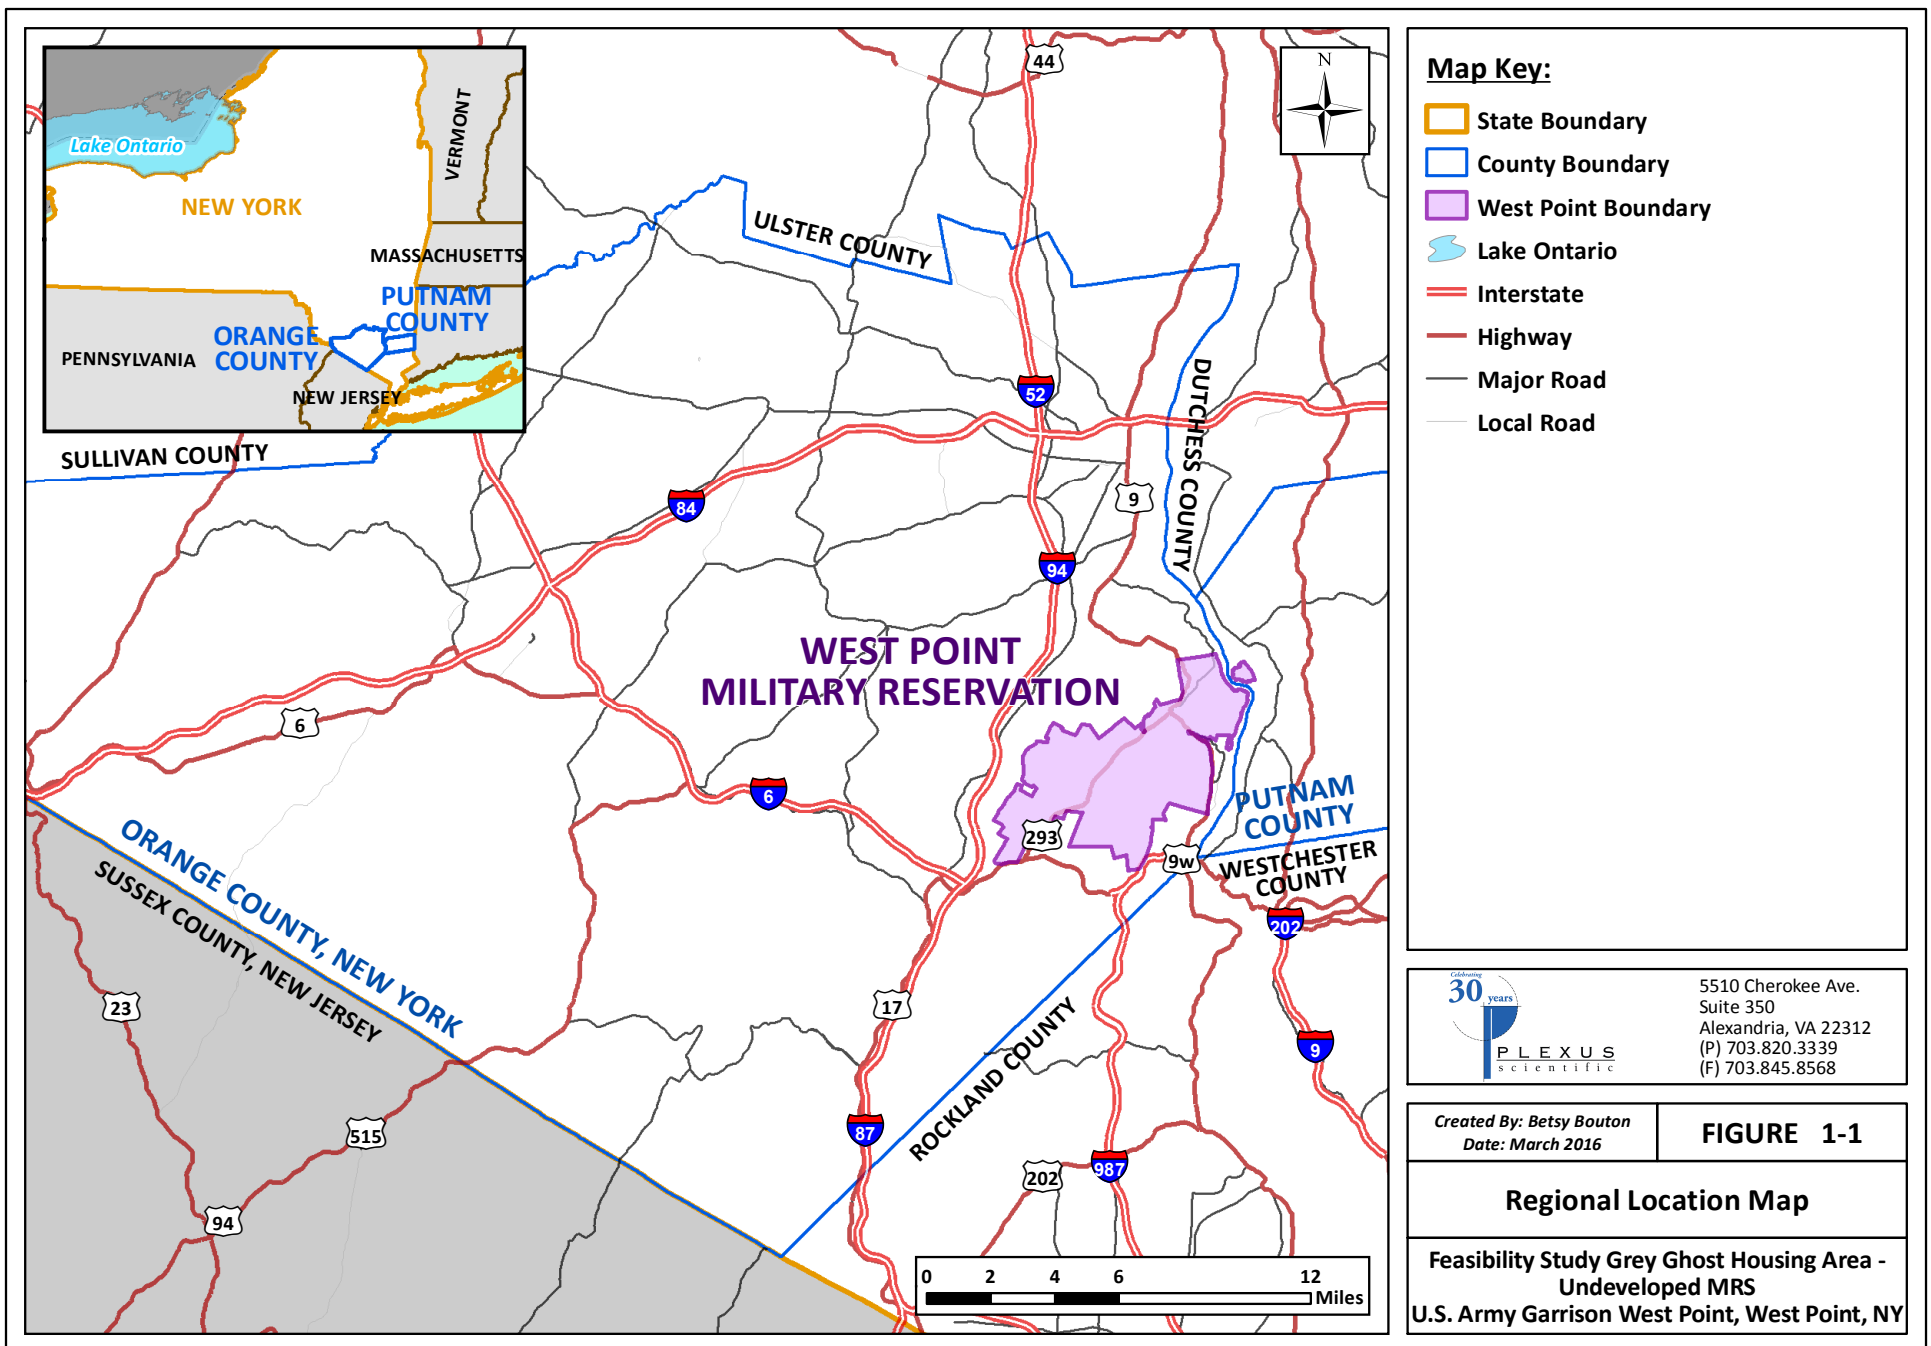 Lake Ontario
NEW YORK
VERMONT
MASSACHUSETTS
PUTNAM
COUNTY
ORANGE
COUNTY
PENNSYLVANIA
NEW JERSEY
N
44
ULSTER COUNTY
DUTCHESS COUNTY
52
SULLIVAN COUNTY
84
9
94
WEST POINT
MILITARY RESERVATION
6
6
293
PUTNAM
COUNTY
9w
WESTCHESTER
COUNTY
202
ORANGE COUNTY, NEW YORK
SUSSEX COUNTY, NEW JERSEY
23
17
9
ROCKLAND COUNTY
515
87
202
987
94
0 2 4 6 12
Miles
Map Key:
State Boundary
County Boundary
West Point Boundary
Lake Ontario
Interstate
Highway
Major Road
Local Road
Celebrating
30 years
PLEXUS
scientific
5510 Cherokee Ave.
Suite 350
Alexandria, VA 22312
(P) 703.820.3339
(F) 703.845.8568
Created By: Betsy Bouton
Date: March 2016
FIGURE 1-1
Regional Location Map
Feasibility Study Grey Ghost Housing Area -
Undeveloped MRS
U.S. Army Garrison West Point, West Point, NY